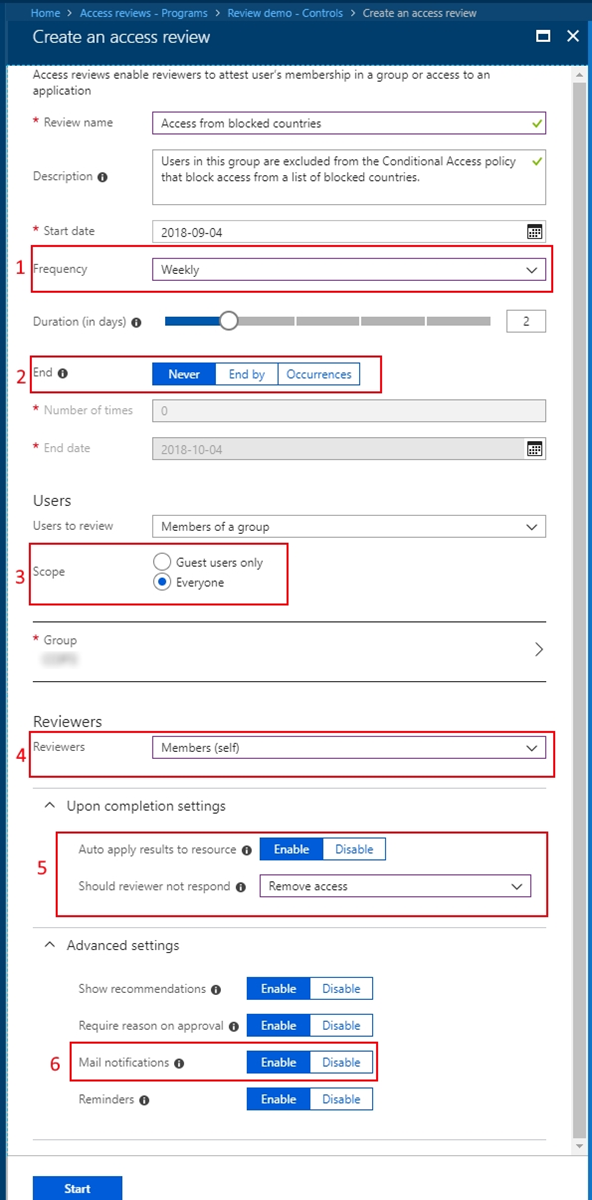 Home > Access reviews - Programs > Review demo - Controls > Create an access review
Create an access review
Access reviews enable reviewers to attest user's membership in a group or access to an
application
* Review name Access from blocked countries
Description Users in this group are excluded from the Conditional Access policy
that block access from a list of blocked countries.
* Start date 2018-09-04
1 Frequency Weekly
Duration (in days) 2
2 End Never End by Occurrences
* Number of times 0
* End date 2018-10-04
Users
Users to review Members of a group
Guest users only
3 Scope
Everyone
* Group
Reviewers
4 Reviewers Members (self)
Upon completion settings
Auto apply results to resource Enable Disable
5
Should reviewer not respond Remove access
Advanced settings
Show recommendations Enable Disable
Require reason on approval Enable Disable
6 Mail notifications Enable Disable
Reminders Enable Disable
Start